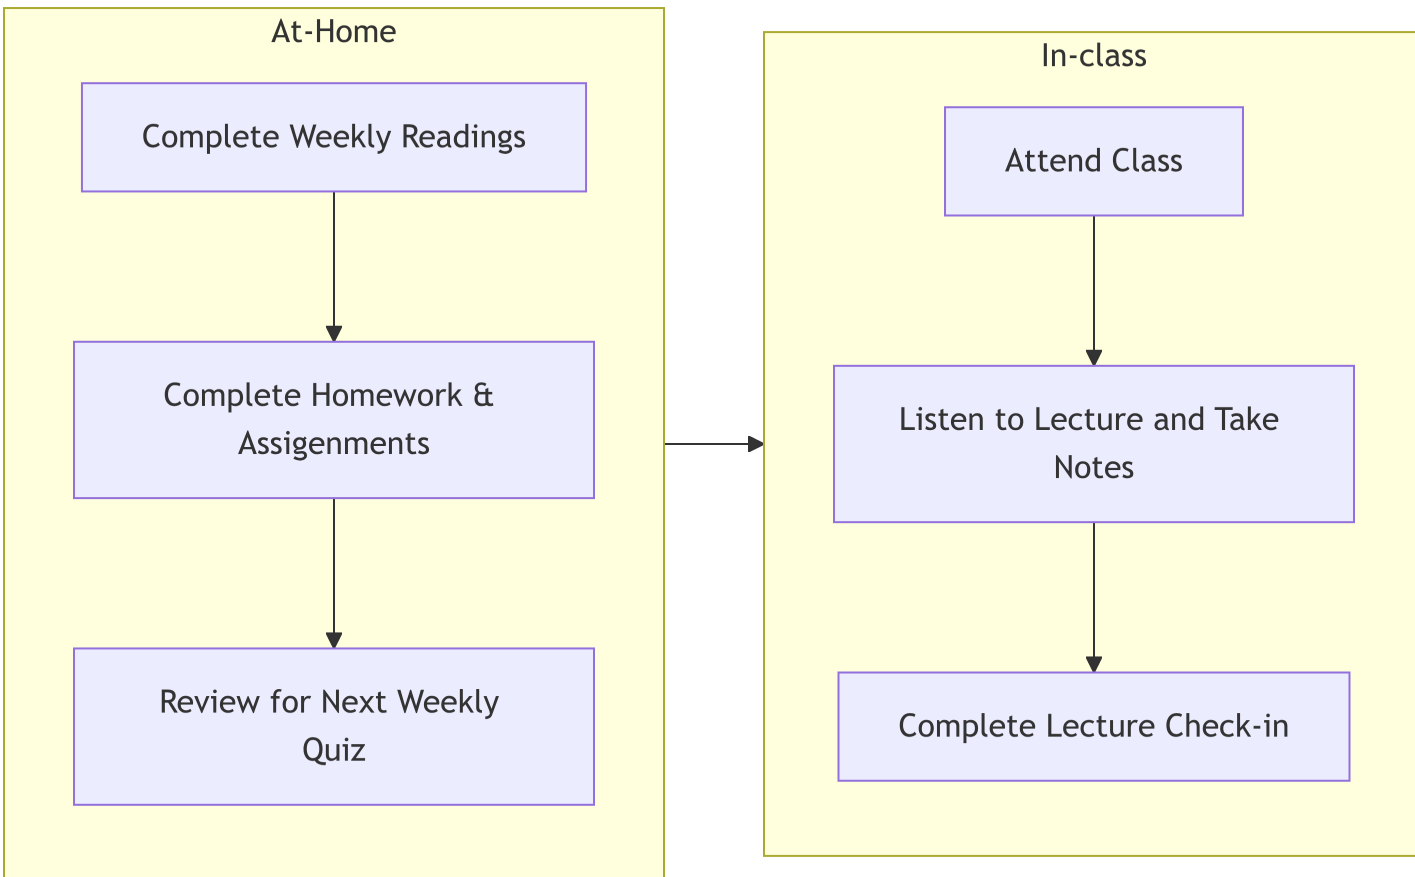 At-Home
Complete Weekly Readings
Complete Homework &
Assigenments
Review for Next Weekly
Quiz
In-class
Attend Class
Listen to Lecture and Take
Notes
Complete Lecture Check-in